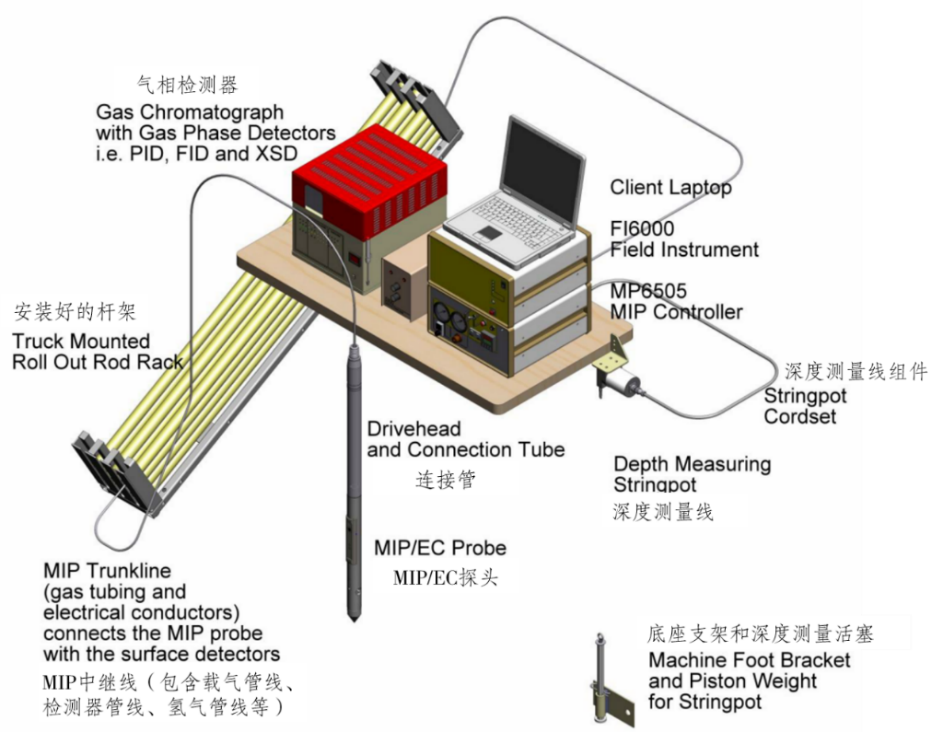 气相检测器
Gas Chromatograph
with Gas Phase Detectors
i.e. PID, FID and XSD
Client Laptop
FI6000
Field Instrument
MP6505
MIP Controller
安装好的杆架
Truck Mounted
Roll Out Rod Rack
深度测量线组件
Stringpot
Cordset
Drivehead
and Connection Tube
连接管
Depth Measuring
Stringpot
深度测量线
MIP/EC Probe
MIP/EC探头
MIP Trunkline
(gas tubing and
electrical conductors)
connects the MIP probe
with the surface detectors
MIP中继线（包含载气管线、
检测器管线、氢气管线等）
底座支架和深度测量活塞
Machine Foot Bracket
and Piston Weight
for Stringpot